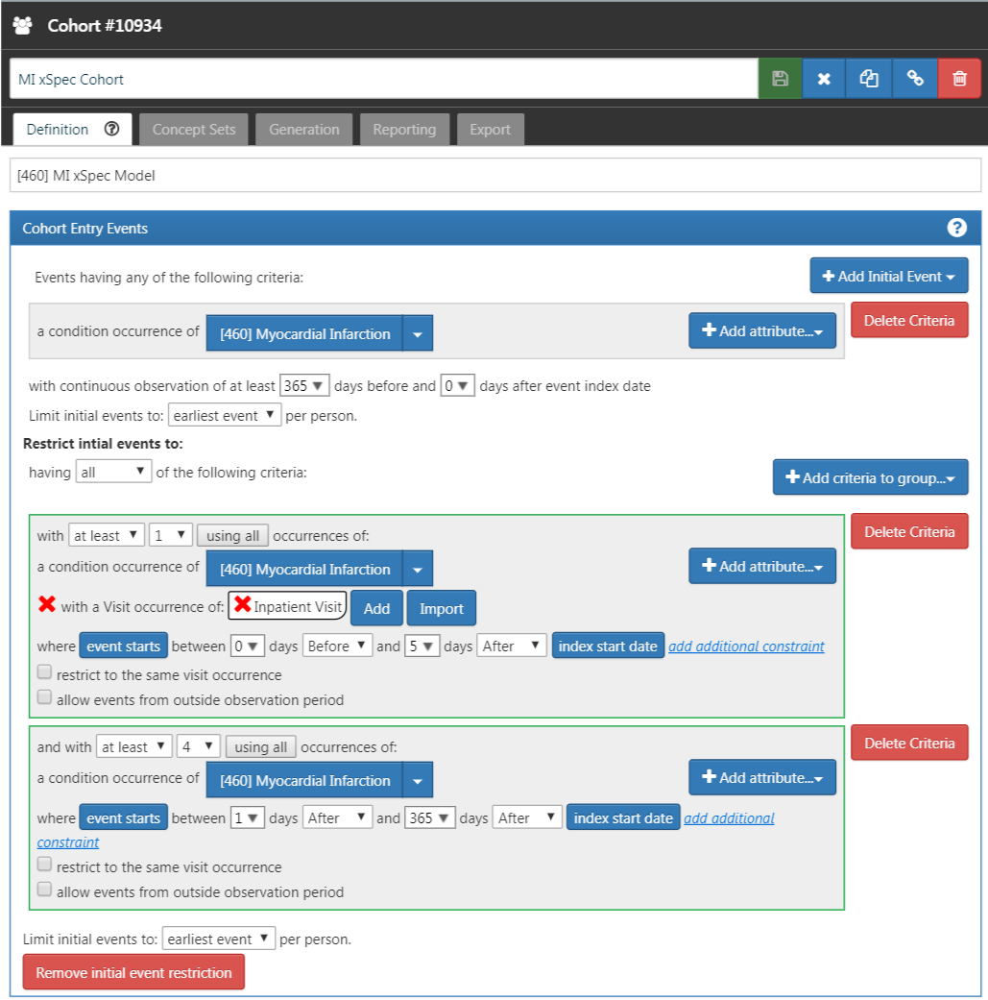 Cohort #10934
MI xSpec Cohort
Definition Concept Sets Generation Reporting Export
[460] MI xSpec Model
Cohort Entry Events
Events having any of the following criteria: Add Initial Event
a condition occurrence of [460] Myocardial Infarction Add attribute... Delete Criteria
with continuous observation of at least 365 days before and 0 days after event index date
Limit initial events to: earliest event per person.
Restrict intial events to:
having all of the following criteria: Add criteria to group...
with at least 1 using all occurrences of: Delete Criteria
a condition occurrence of [460] Myocardial Infarction Add attribute...
with a Visit occurrence of: Inpatient Visit Add Import
where event starts between 0 days Before and 5 days After index start date add additional constraint
restrict to the same visit occurrence
allow events from outside observation period
and with at least 4 using all occurrences of: Delete Criteria
a condition occurrence of [460] Myocardial Infarction Add attribute...
where event starts between 1 days After and 365 days After index start date add additional
constraint
restrict to the same visit occurrence
allow events from outside observation period
Limit initial events to: earliest event per person.
Remove initial event restriction